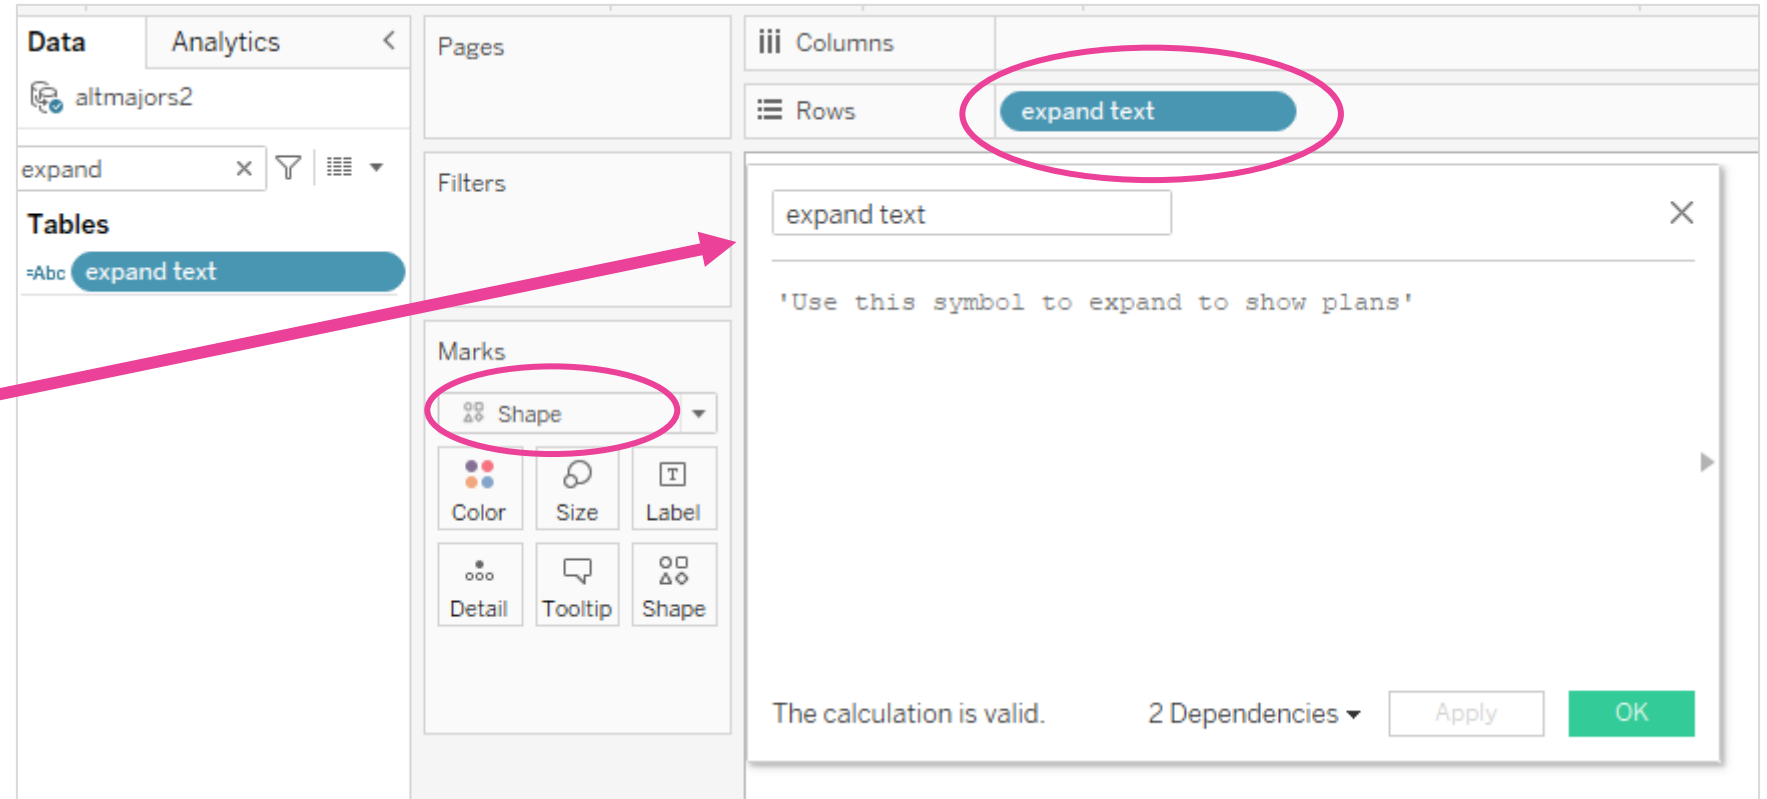 Data
Analytics
altmajors2
expand
Tables
=Abc expand text
Pages
Filters
Marks
Shape
Color
Size
T
Label
Detail
Tooltip
Shape
iii Columns
Rows
expand text
expand text
'Use this symbol to expand to show plans'
The calculation is valid.
2 Dependencies
Apply
OK